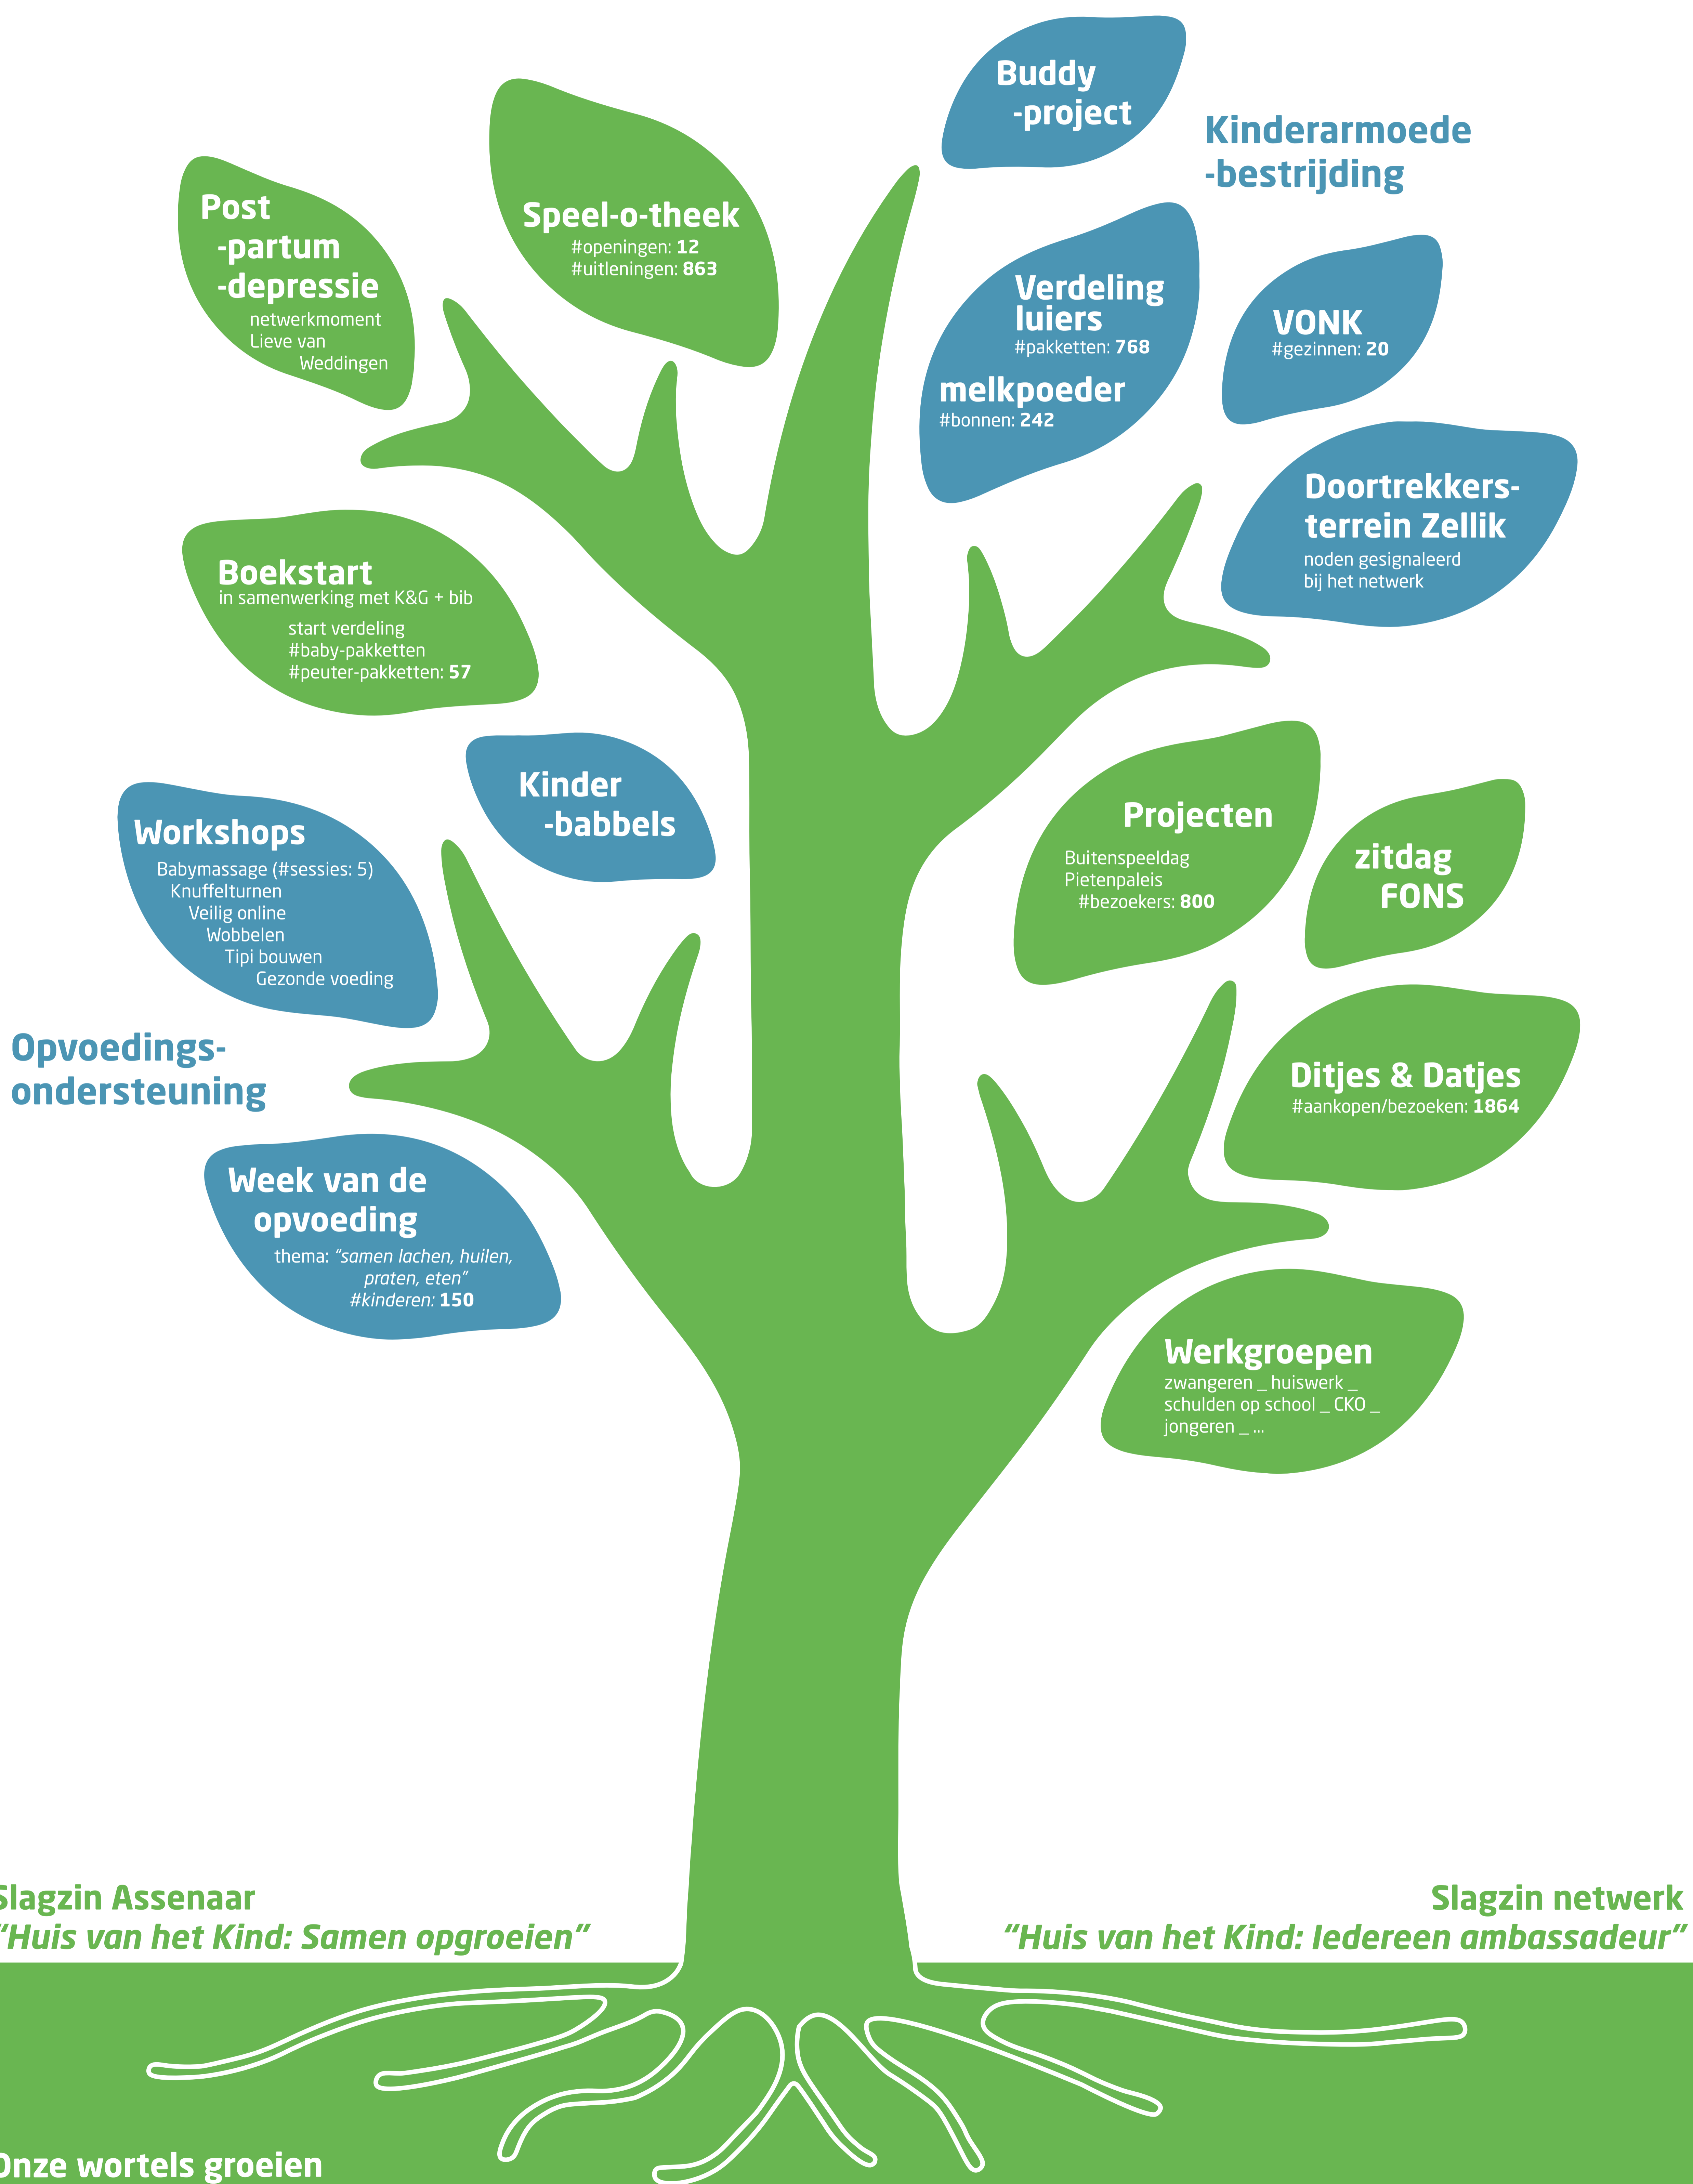 Buddy
-project
Kinderarmoede
-bestrijding
Post
-partum
-depressie
netwerkmoment
Lieve van
Weddingen
Speel-o-theek
#openingen: 12
#uitleningen: 863
Verdeling
luiers
#pakketten: 768
melkpoeder
#bonnen: 242
VONK
#gezinnen: 20
Doortrekkers-
terrein Zellik
noden gesignaleerd
bij het netwerk
Boekstart
in samenwerking met K&G + bib
start verdeling
#baby-pakketten
#peuter-pakketten: 57
Kinder
-babbels
Workshops
Babymassage (#sessies: 5)
Knuffelturnen
Veilig online
Wobbelen
Tipi bouwen
Gezonde voeding
Opvoedings-
ondersteuning
Week van de
opvoeding
thema: “samen lachen, huilen,
praten, eten”
#kinderen: 150
Projecten
Buitenspeeldag
Pietenpaleis
#bezoekers: 800
zitdag
FONS
Ditjes & Datjes
#aankopen/bezoeken: 1864
Werkgroepen
zwangeren _ huiswerk _
schulden op school _ CKO _
jongeren _ ...
Slagzin Assenaar
“Huis van het Kind: Samen opgroeien”
Slagzin netwerk
“Huis van het Kind: Iedereen ambassadeur”
Onze wortels groeien